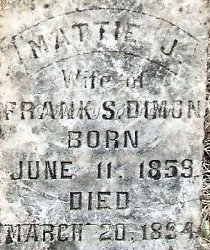 MATTIE J.
Wife of
FRANK S. DIMON
BORN
JUNE 11, 1859.
DIED
MARCH 20, 1894